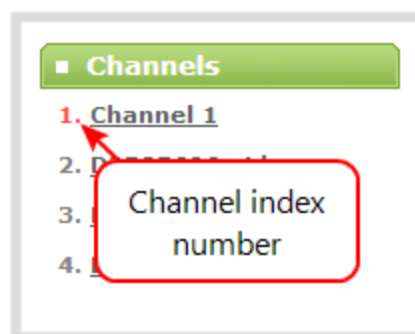 Channels
1. Channel 1
2.
3.
4.
Channel index
number